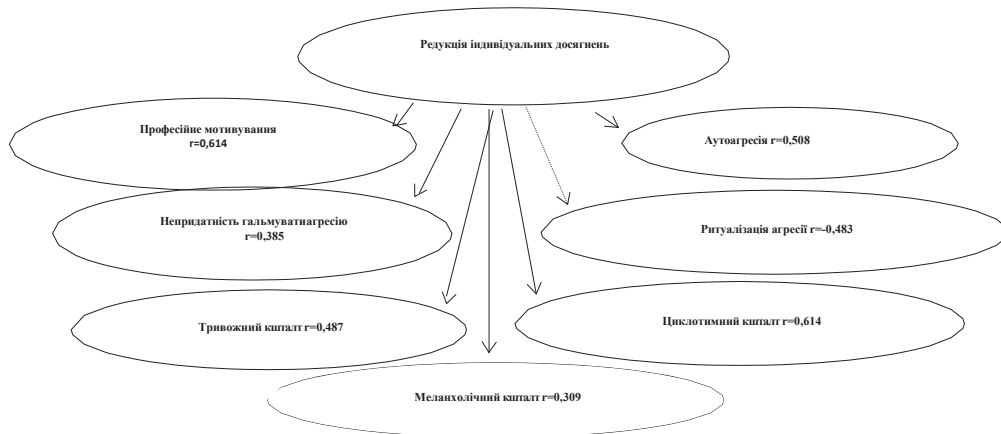 Редукція індивідуальних досягнень
Професійне мотивування
r=0,614
Аутоагресія r=0,508
Непридатність гальмуватиагресію
r=0,385
Ритуалізація агресії r=-0,483
Тривожний кшталт r=0,487
Циклотимний кшталт r=0,614
Меланхолічний кшталт r=0,309